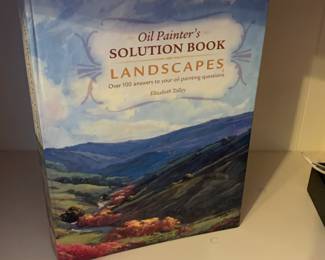 Oil Painter's
SOLUTION BOOK
LANDSCAPES
Over 100 answers to your oil painting questions
Elizabeth Tolley